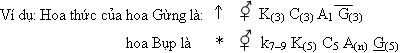 Ví dụ: Hoa thức của hoa Gừng là: ↑ ⚥ K(3) C(3) A1 G̅(3)
hoa Bụp là * ⚥ k7–9 K(5) C5 A(n) G̲(5)